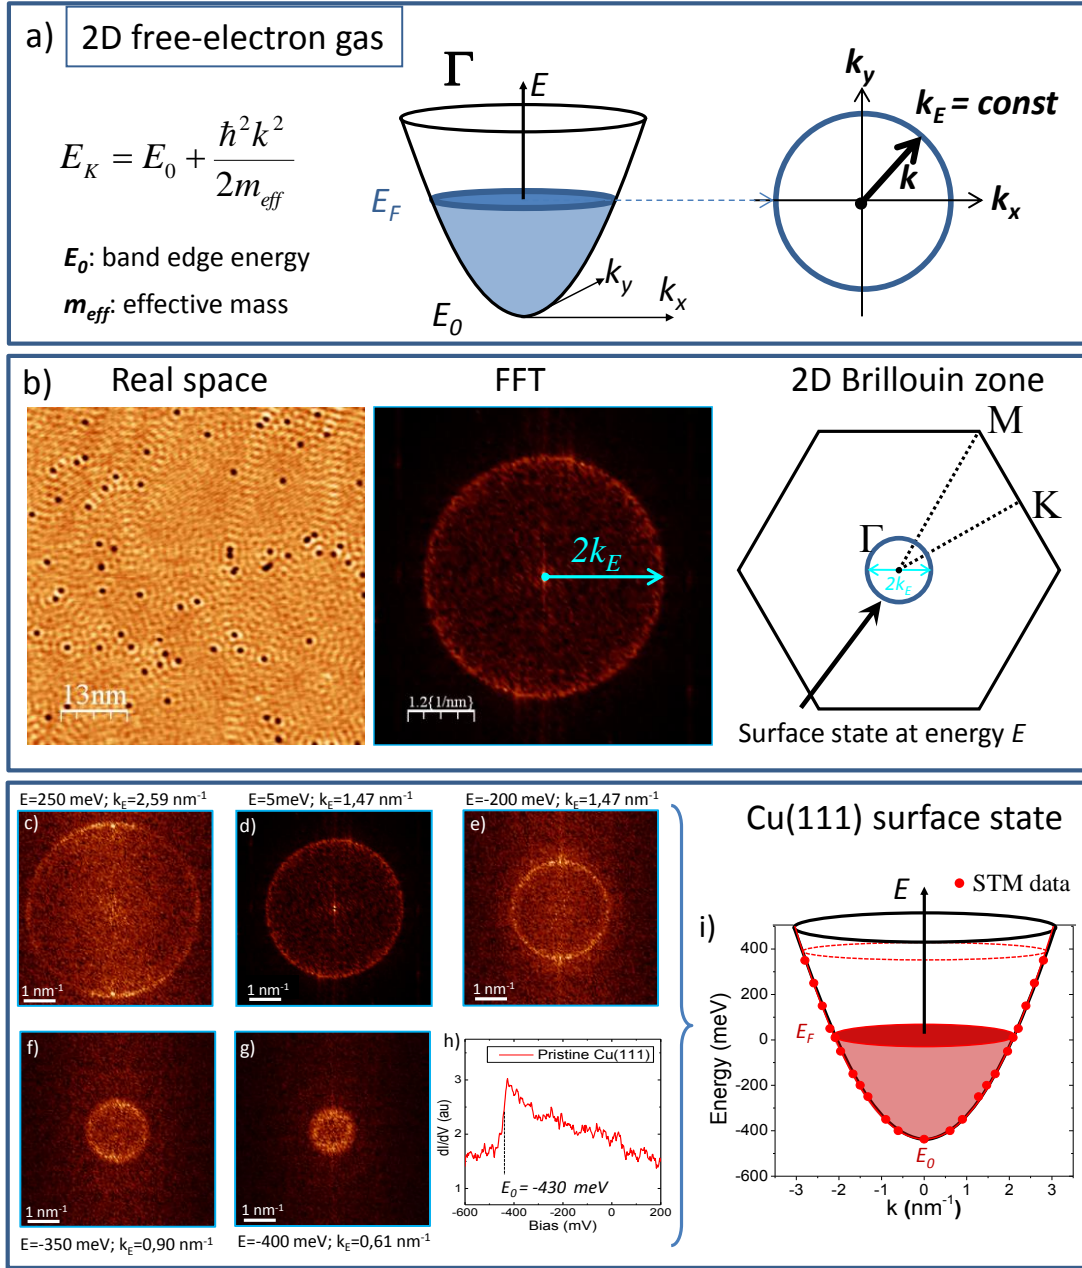 a)
2D free-electron gas
E_K = E_0 + ħ²k² / 2m_eff
E₀: band edge energy
m_eff: effective mass
Γ
E
E_F
E₀
k_y
k_x
k_y
k_E = const
k
k_x
b)
Real space
FFT
2D Brillouin zone
13nm
2k_E
1.2{1/nm}
M
K
Γ
2k_E
Surface state at energy E
E=250 meV; k_E=2,59 nm⁻¹
E=5meV; k_E=1,47 nm⁻¹
E=-200 meV; k_E=1,47 nm⁻¹
c)
1 nm⁻¹
d)
1 nm⁻¹
e)
1 nm⁻¹
f)
1 nm⁻¹
g)
1 nm⁻¹
E=-350 meV; k_E=0,90 nm⁻¹
E=-400 meV; k_E=0,61 nm⁻¹
h)
Pristine Cu(111)
dI/dV (au)
3
2
1
E₀ = -430 meV
-600 -400 -200 0 200
Bias (mV)
Cu(111) surface state
STM data
i)
E
E_F
E₀
Energy (meV)
400
200
0
-200
-400
-600
-3 -2 -1 0 1 2 3
k (nm⁻¹)